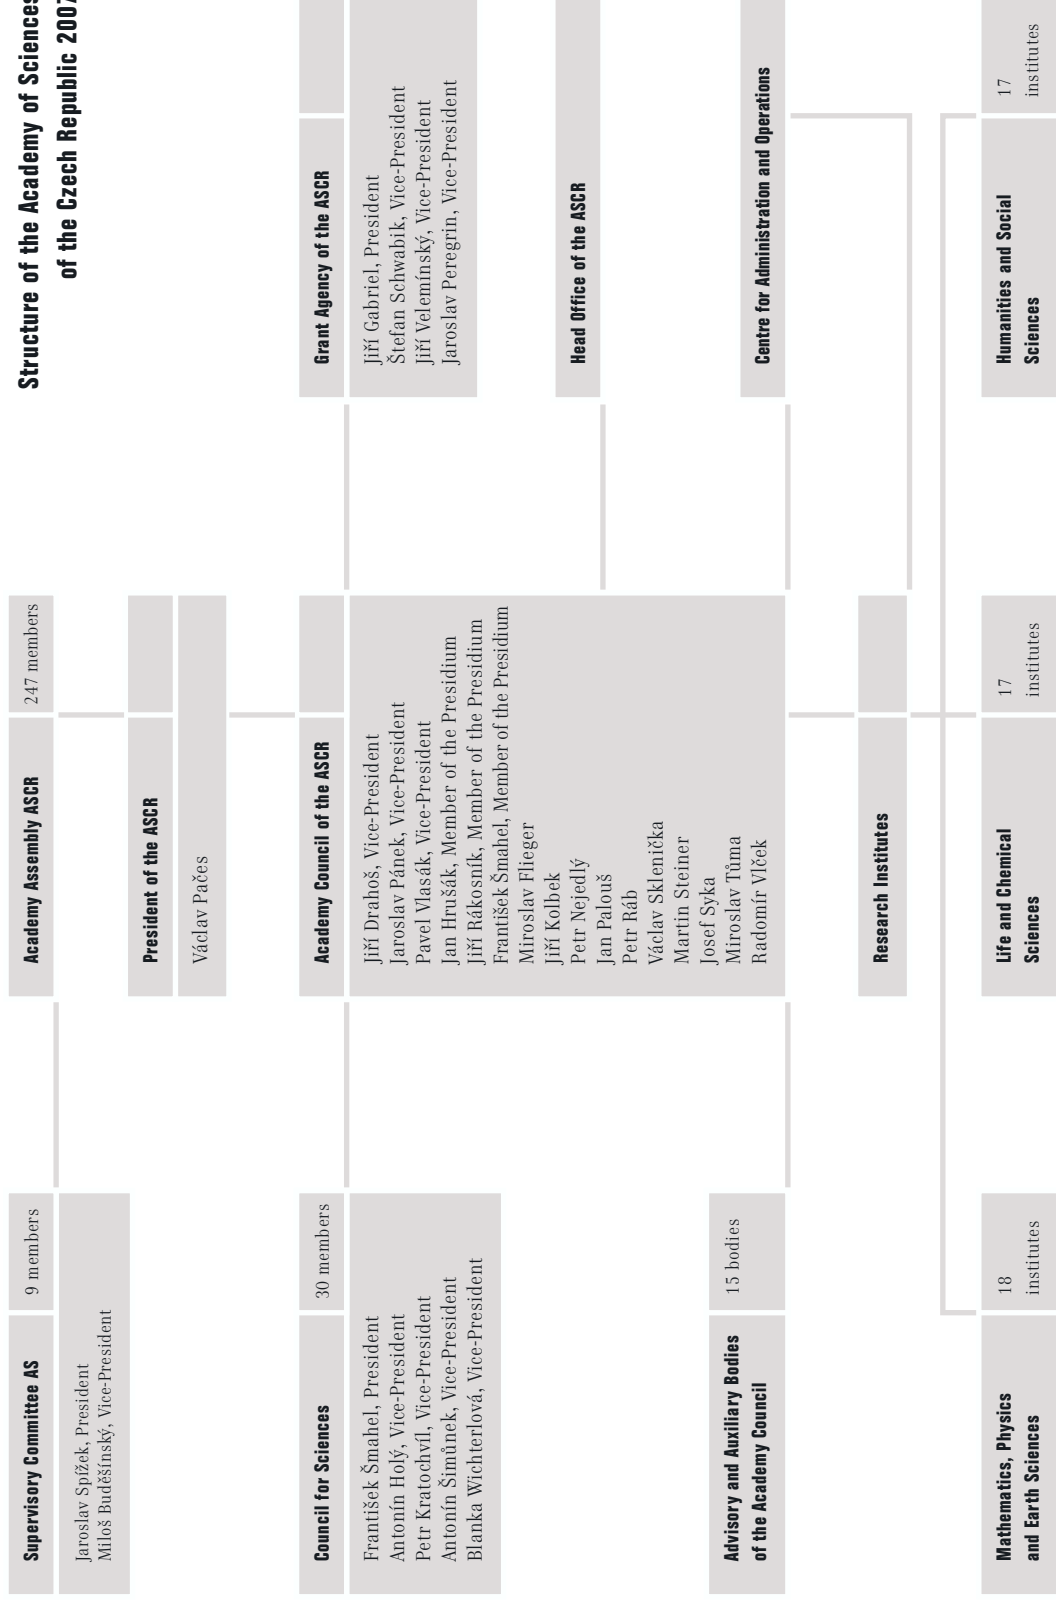 Structure of the Academy of Sciences
of the Czech Republic 2007
Supervisory Committee AS
9 members
Jaroslav Spížek, President
Miloš Buděšínský, Vice-President
Academy Assembly ASCR
247 members
President of the ASCR
Václav Pačes
Council for Sciences
30 members
František Šmahel, President
Antonín Holý, Vice-President
Petr Kratochvíl, Vice-President
Antonín Šimůnek, Vice-President
Blanka Wichterlová, Vice-President
Academy Council of the ASCR
Jiří Drahoš, Vice-President
Jaroslav Pánek, Vice-President
Pavel Vlasák, Vice-President
Jan Hrušák, Member of the Presidium
Jiří Rákosník, Member of the Presidium
František Šmahel, Member of the Presidium
Miroslav Flieger
Jiří Kolbek
Petr Nejedlý
Jan Palouš
Petr Ráb
Václav Sklenička
Martin Steiner
Josef Syka
Miroslav Tůma
Radomír Vlček
Grant Agency of the ASCR
Jiří Gabriel, President
Štefan Schwabik, Vice-President
Jiří Velemínský, Vice-President
Jaroslav Peregrin, Vice-President
Head Office of the ASCR
Advisory and Auxiliary Bodies
of the Academy Council
15 bodies
Centre for Administration and Operations
Research Institutes
Mathematics, Physics
and Earth Sciences
18
institutes
Life and Chemical
Sciences
17
institutes
Humanities and Social
Sciences
17
institutes